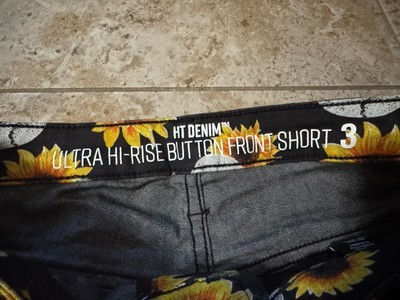 HT DENIM™
ULTRA HI-RISE BUTTON FRONT SHORT 3